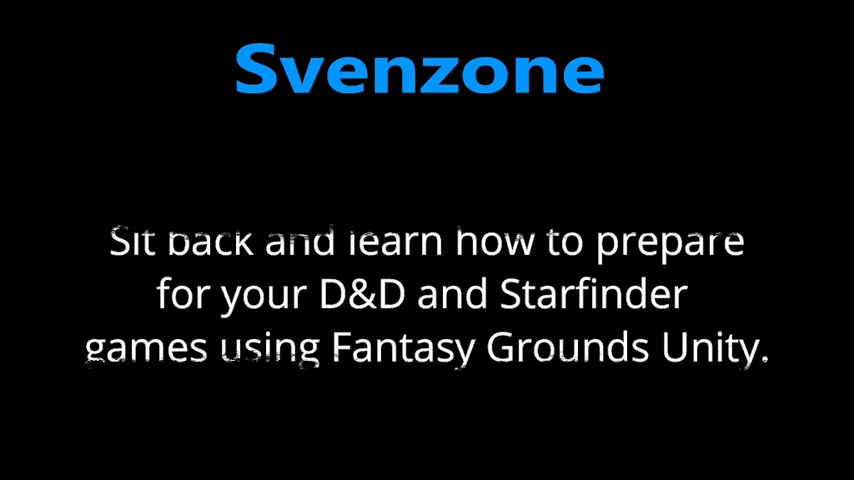 Svenzone
Sit back and learn how to prepare
for your D&D and Starfinder
games using Fantasy Grounds Unity.